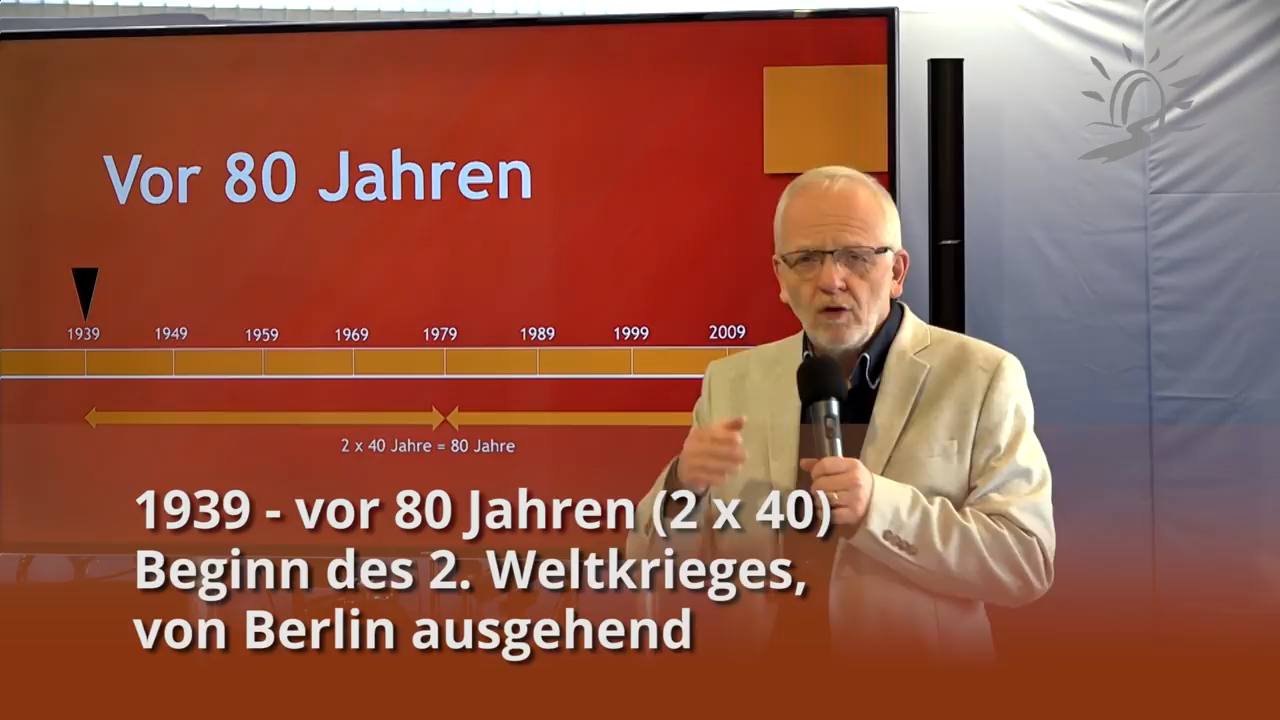 Vor 80 Jahren
1939 1949 1959 1969 1979 1989 1999 2009
2 x 40 Jahre = 80 Jahre
1939 - vor 80 Jahren (2 x 40)
Beginn des 2. Weltkrieges,
von Berlin ausgehend